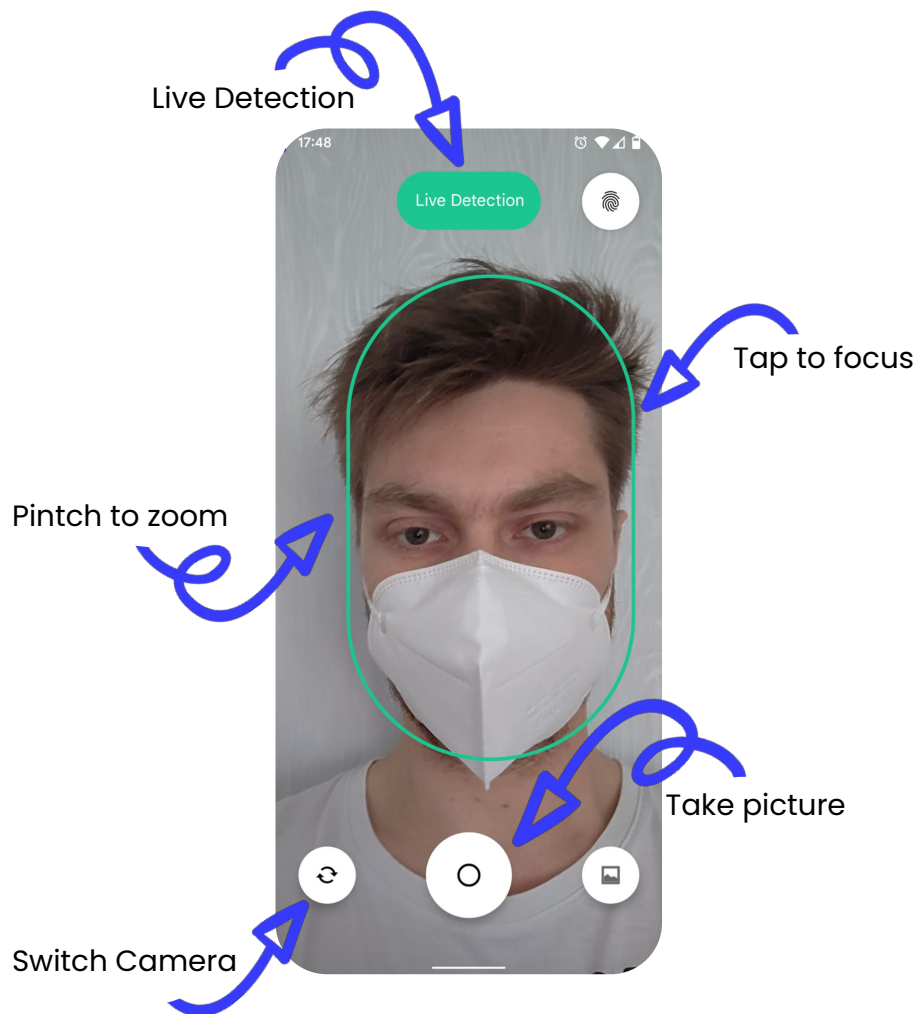 Live Detection
17:48
Live Detection
Tap to focus
Pintch to zoom
Take picture
Switch Camera